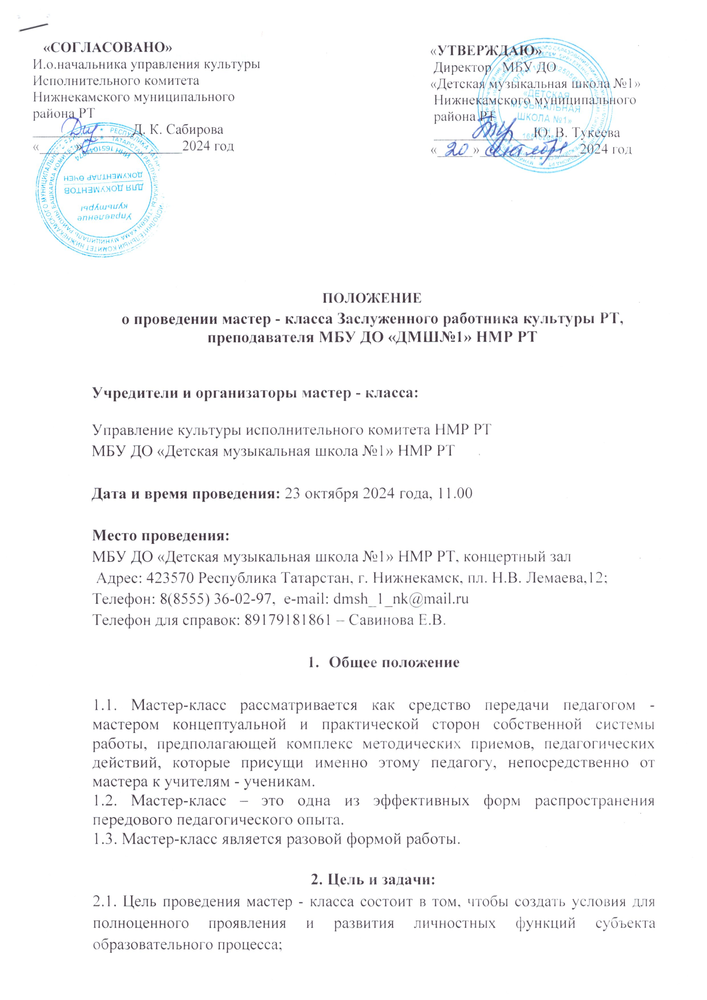 «СОГЛАСОВАНО»
И.о.начальника управления культуры
Исполнительного комитета
Нижнекамского муниципального
района РТ
______________Д. К. Сабирова
«_____»______________2024 год
ИНН 1651044874
ДОКУМЕНТЛАР ӨЧЕН
ДЛЯ ДОКУМЕНТОВ
Управление
культуры
«УТВЕРЖДАЮ»
Директор МБУ ДО
«Детская музыкальная школа №1»
Нижнекамского муниципального
района РТ
______________Ю. В. Тукеева
«20» сентября 2024 год
«ДЕТСКАЯ
МУЗЫКАЛЬНАЯ
ШКОЛА №1»
ИНН
ПОЛОЖЕНИЕ
о проведении мастер - класса Заслуженного работника культуры РТ,
преподавателя МБУ ДО «ДМШ№1» НМР РТ
Учредители и организаторы мастер - класса:
Управление культуры исполнительного комитета НМР РТ
МБУ ДО «Детская музыкальная школа №1» НМР РТ
Дата и время проведения: 23 октября 2024 года, 11.00
Место проведения:
МБУ ДО «Детская музыкальная школа №1» НМР РТ, концертный зал
Адрес: 423570 Республика Татарстан, г. Нижнекамск, пл. Н.В. Лемаева,12;
Телефон: 8(8555) 36-02-97, e-mail: dmsh_1_nk@mail.ru
Телефон для справок: 89179181861 – Савинова Е.В.
1. Общее положение
1.1. Мастер-класс рассматривается как средство передачи педагогом -
мастером концептуальной и практической сторон собственной системы
работы, предполагающей комплекс методических приемов, педагогических
действий, которые присущи именно этому педагогу, непосредственно от
мастера к учителям - ученикам.
1.2. Мастер-класс – это одна из эффективных форм распространения
передового педагогического опыта.
1.3. Мастер-класс является разовой формой работы.
2. Цель и задачи:
2.1. Цель проведения мастер - класса состоит в том, чтобы создать условия для
полноценного проявления и развития личностных функций субъекта
образовательного процесса;